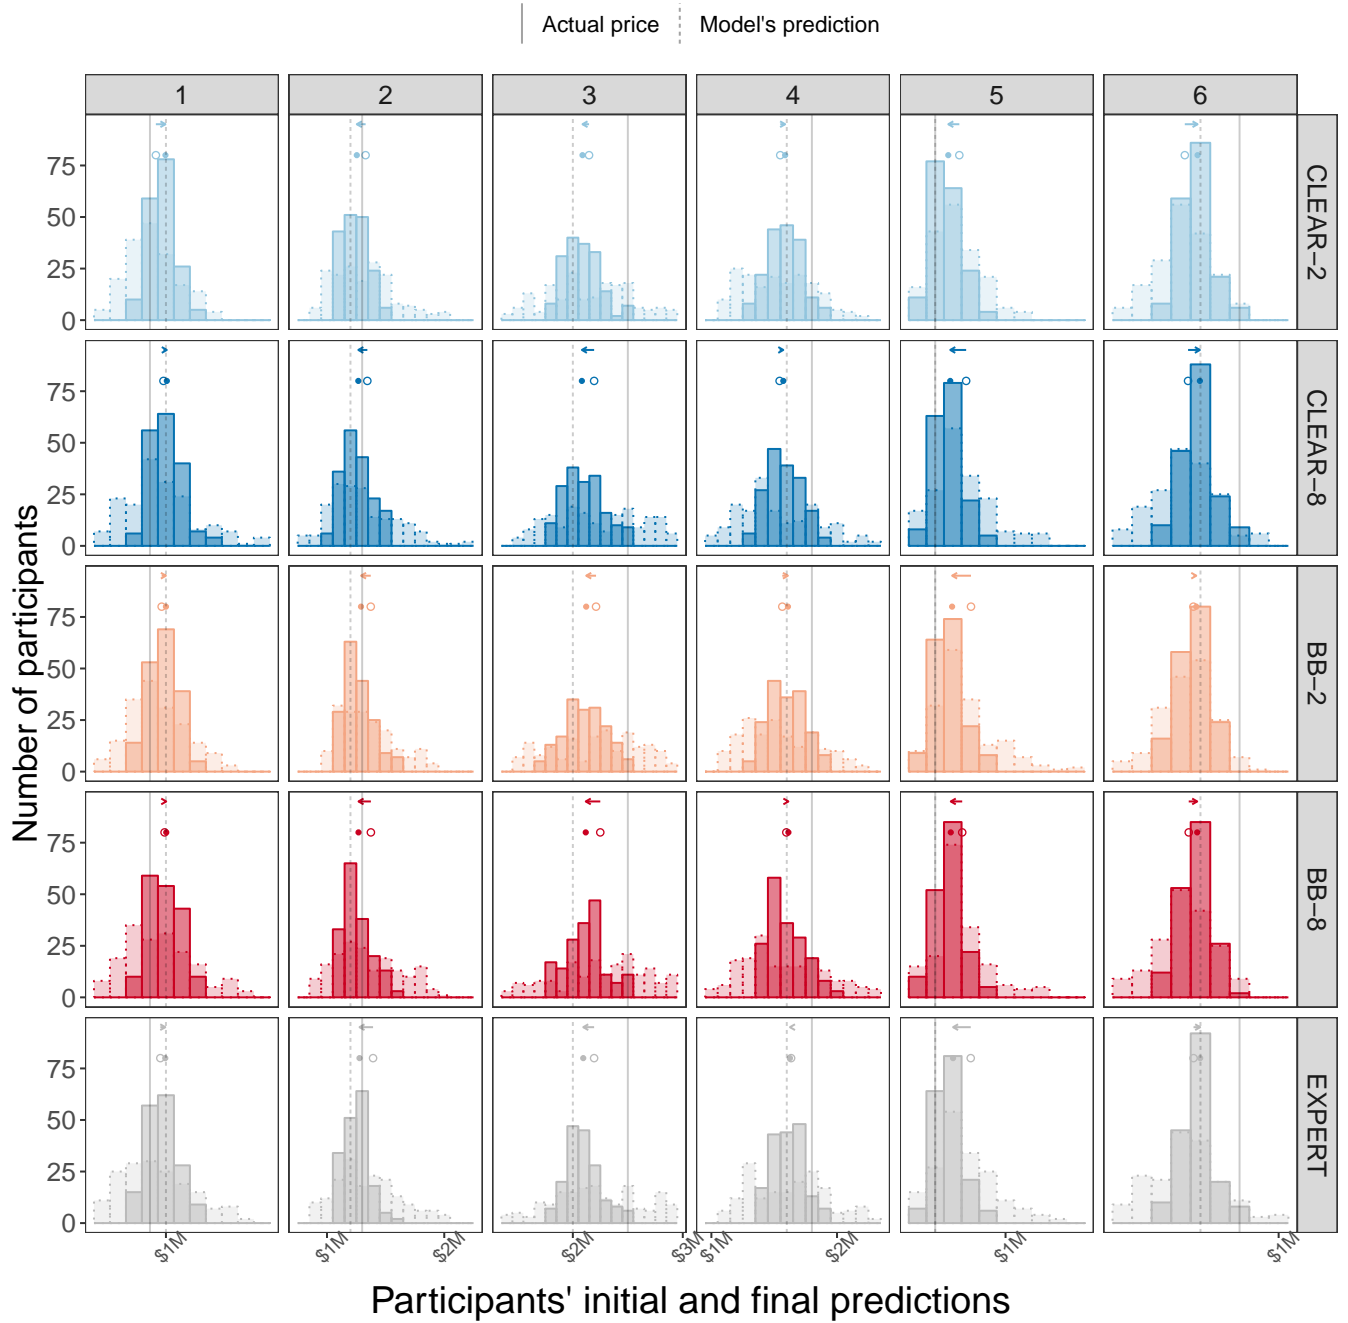 Actual price Model's prediction
1 2 3 4 5 6
75
50
25
0
CLEAR−2
75
50
25
0
CLEAR−8
75
50
25
0
BB−2
75
50
25
0
BB−8
75
50
25
0
EXPERT
Number of participants
$1M $1M $2M $2M $3M $1M $2M $1M $1M
Participants' initial and final predictions